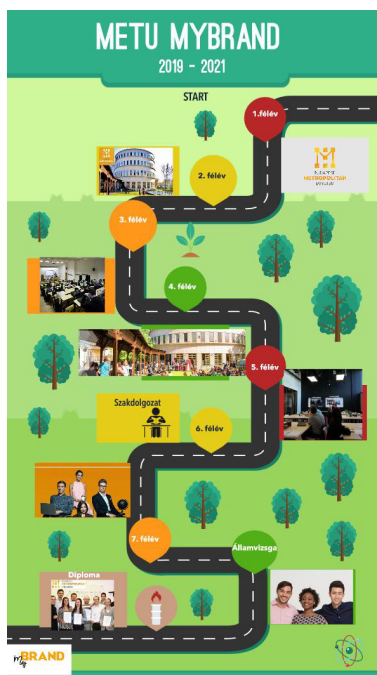 METU MYBRAND
2019 - 2021
START
1.félév
2. félév
METROPOLITAN
3. félév
4. félév
5. félév
Szakdolgozat
6. félév
7. félév
Államvizsga
Diploma
my BRAND